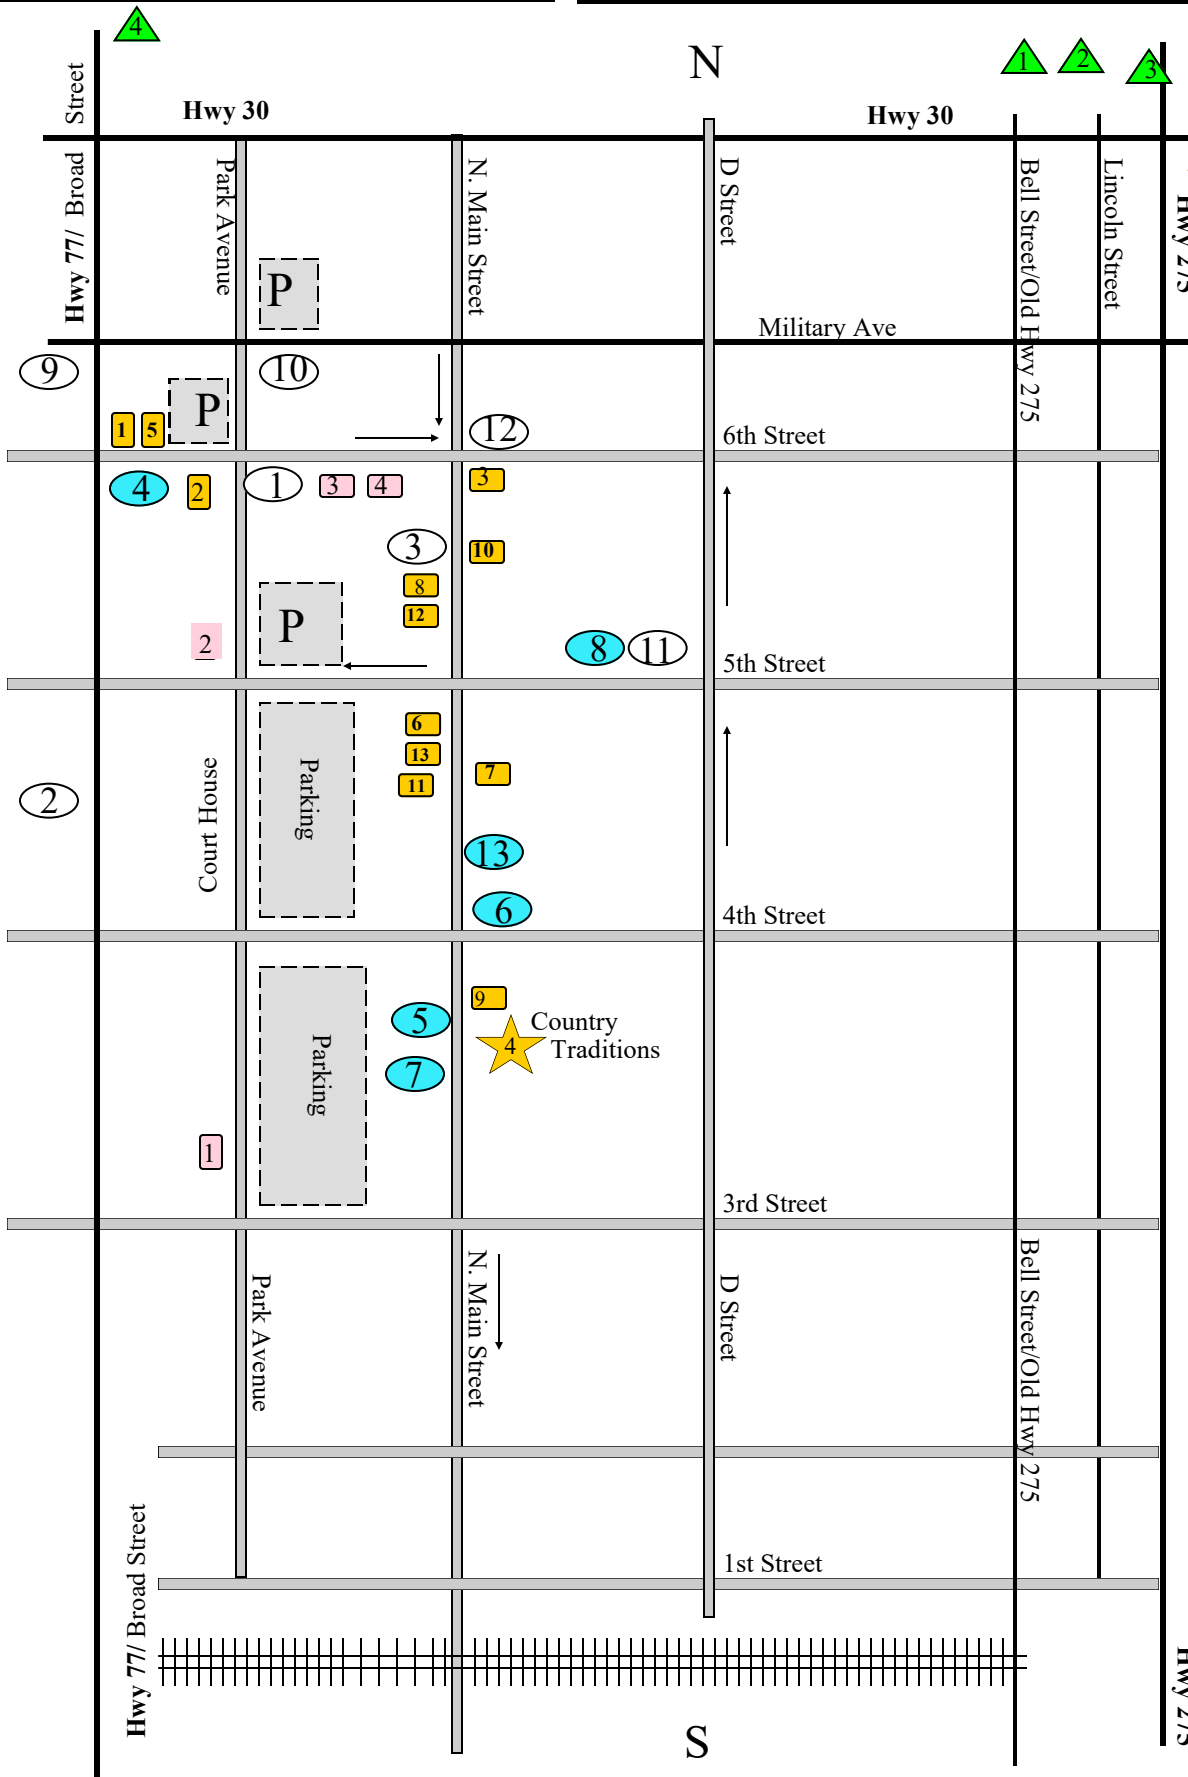 4
N
1
2
3
Street
Hwy 30
Hwy 30
Hwy 77/ Broad
Park Avenue
N. Main Street
D Street
Bell Street/Old Hwy 275
Lincoln Street
Hwy 275
P
Military Ave
9
10
P
1
5
12
6th Street
4
2
1
3
4
3
3
10
8
12
P
2
8
11
5th Street
6
13
11
7
Parking
Court House
2
13
6
4th Street
9
5
Country
4
Traditions
7
Parking
1
3rd Street
Park Avenue
N. Main Street
D Street
Bell Street/Old Hwy 275
1st Street
Hwy 77/ Broad Street
Hwy 275
S